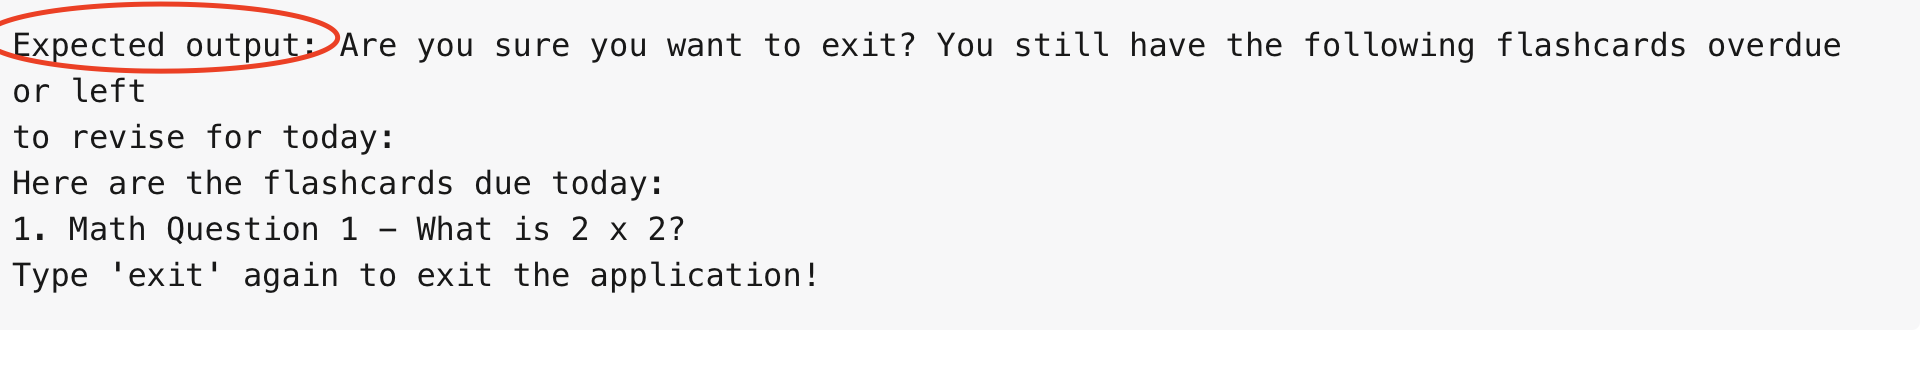 Expected output: Are you sure you want to exit? You still have the following flashcards overdue
or left
to revise for today:
Here are the flashcards due today:
1. Math Question 1 – What is 2 x 2?
Type 'exit' again to exit the application!